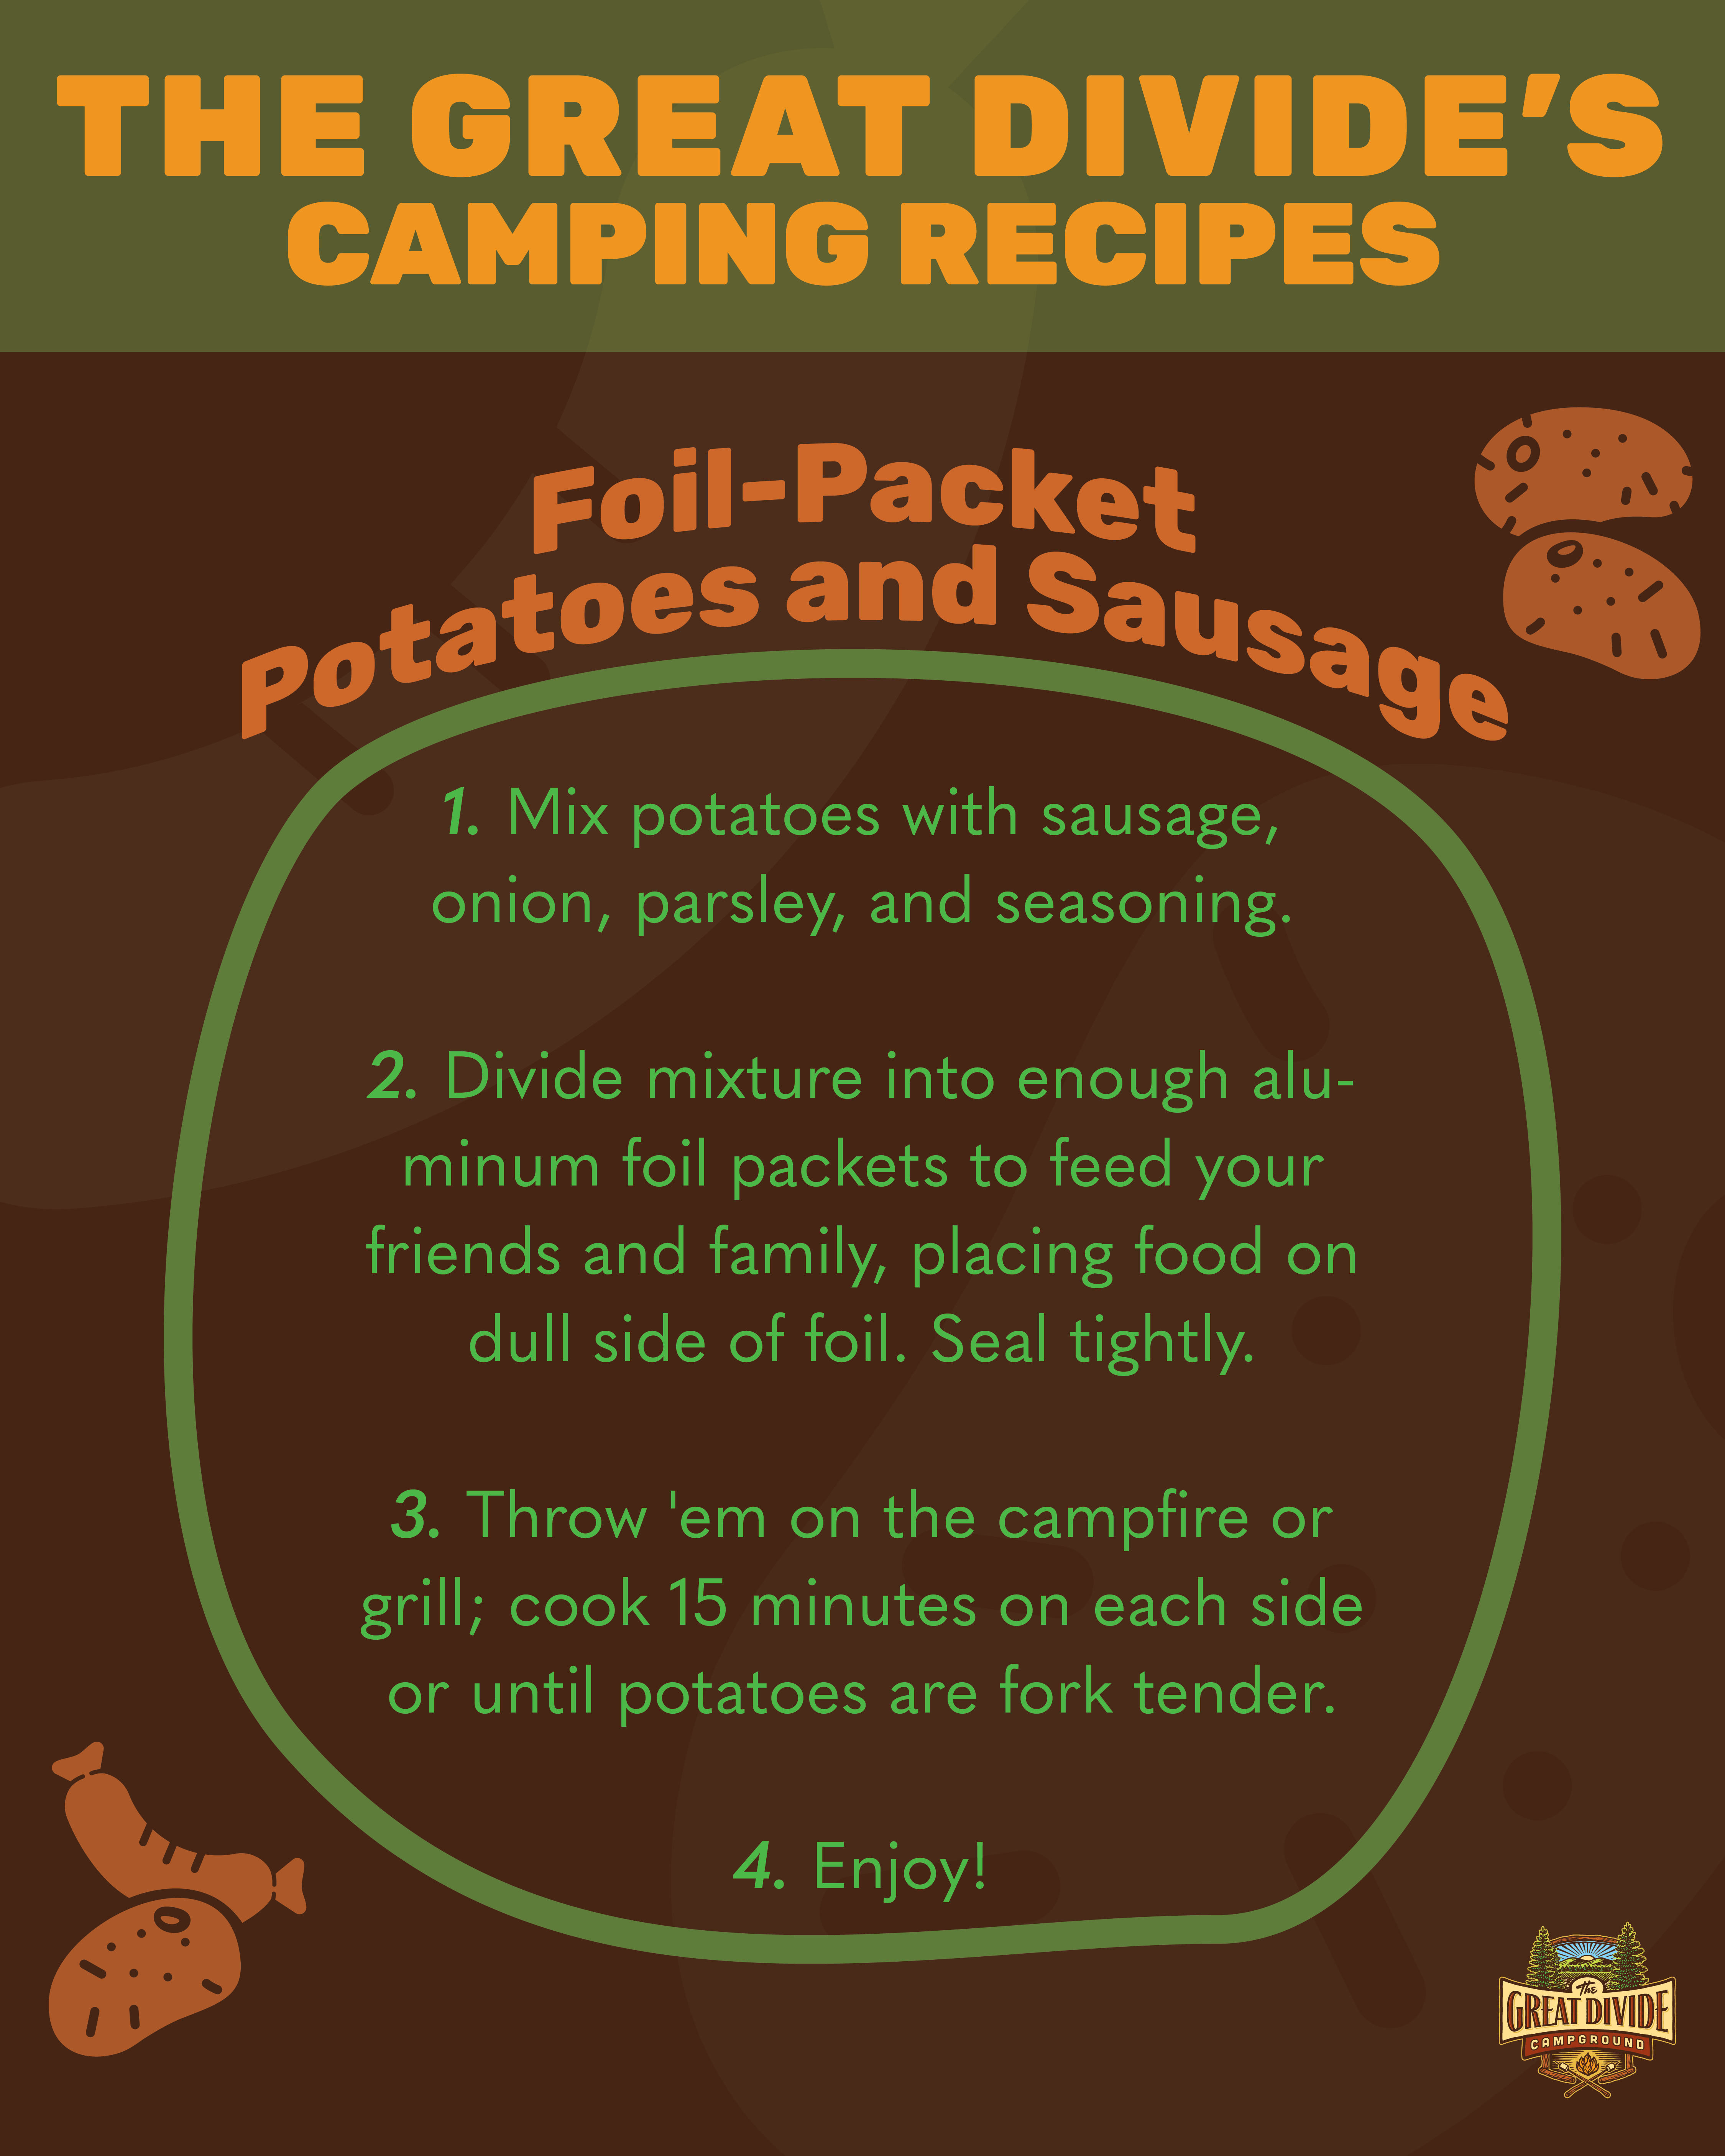 THE GREAT DIVIDE’S
CAMPING RECIPES
Foil-Packet
Potatoes and Sausage
1. Mix potatoes with sausage,
onion, parsley, and seasoning.
2. Divide mixture into enough alu-
minum foil packets to feed your
friends and family, placing food on
dull side of foil. Seal tightly.
3. Throw 'em on the campfire or
grill; cook 15 minutes on each side
or until potatoes are fork tender.
4. Enjoy!
The
GREAT DIVIDE
CAMPGROUND